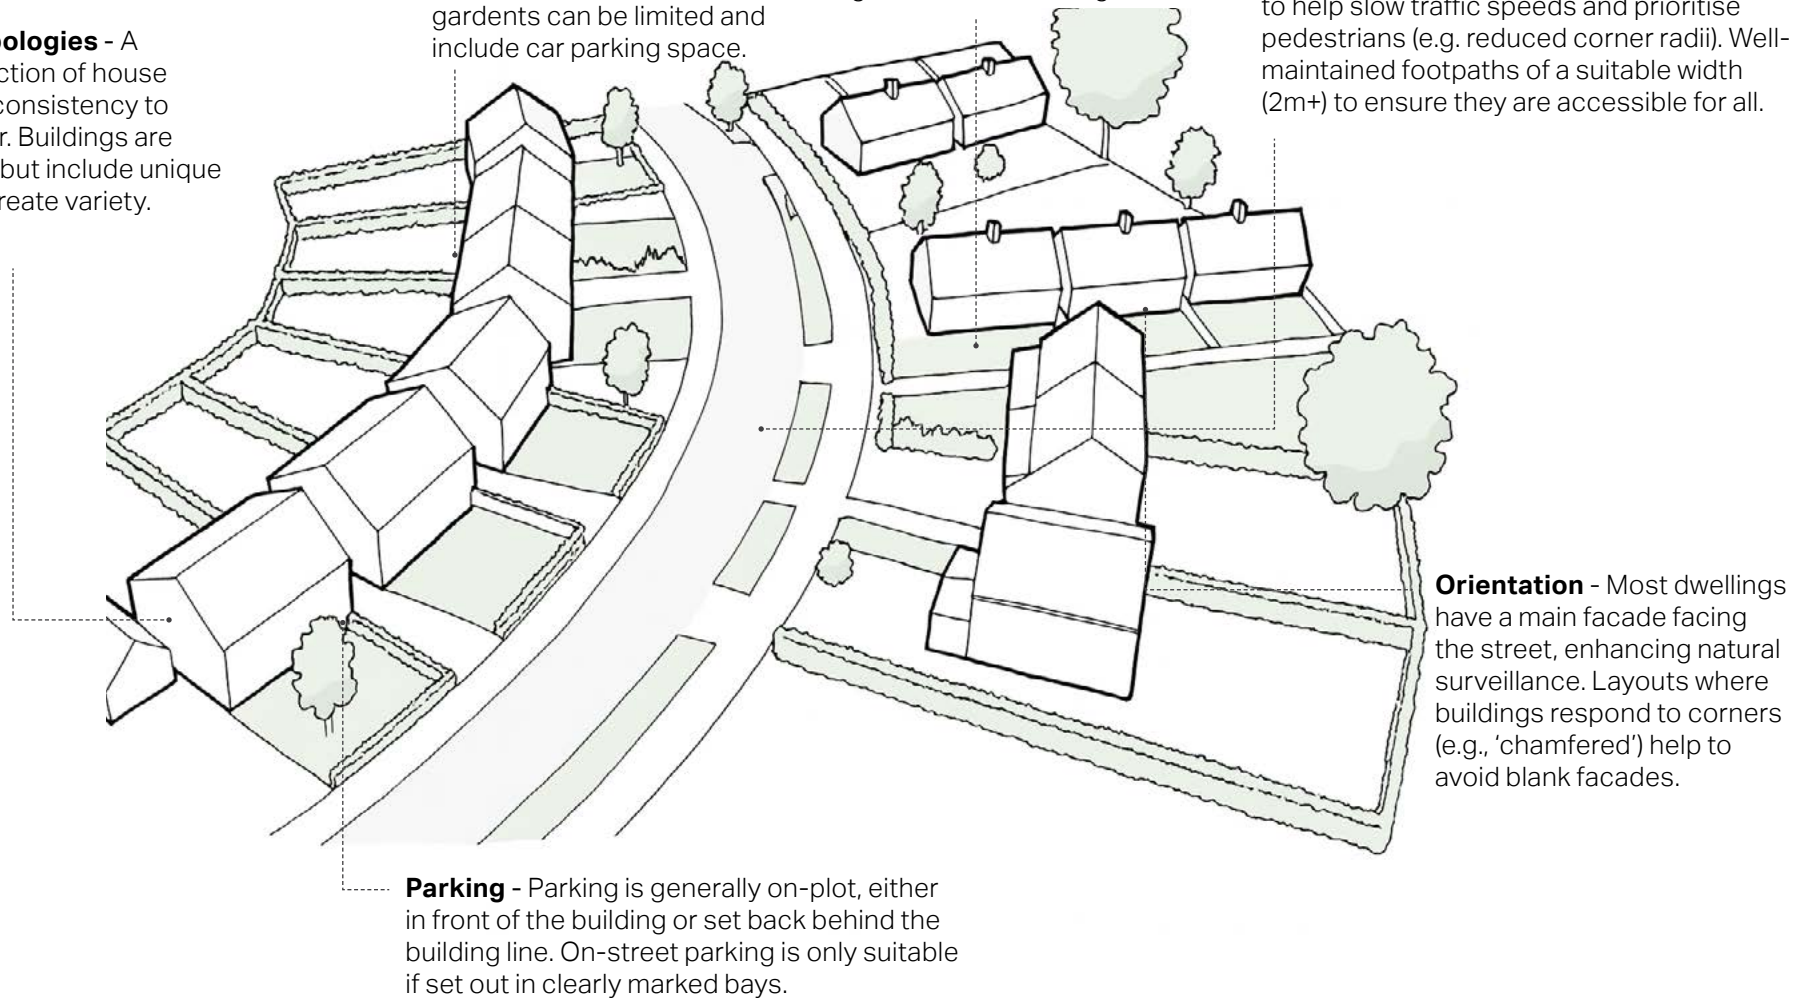 gardents can be limited and
include car parking space.
ologies - A
ction of house
consistency to
r. Buildings are
but include unique
reate variety.
to help slow traffic speeds and prioritise
pedestrians (e.g. reduced corner radii). Well-
maintained footpaths of a suitable width
(2m+) to ensure they are accessible for all.
Orientation - Most dwellings
have a main facade facing
the street, enhancing natural
surveillance. Layouts where
buildings respond to corners
(e.g., ‘chamfered’) help to
avoid blank facades.
Parking - Parking is generally on-plot, either
in front of the building or set back behind the
building line. On-street parking is only suitable
if set out in clearly marked bays.